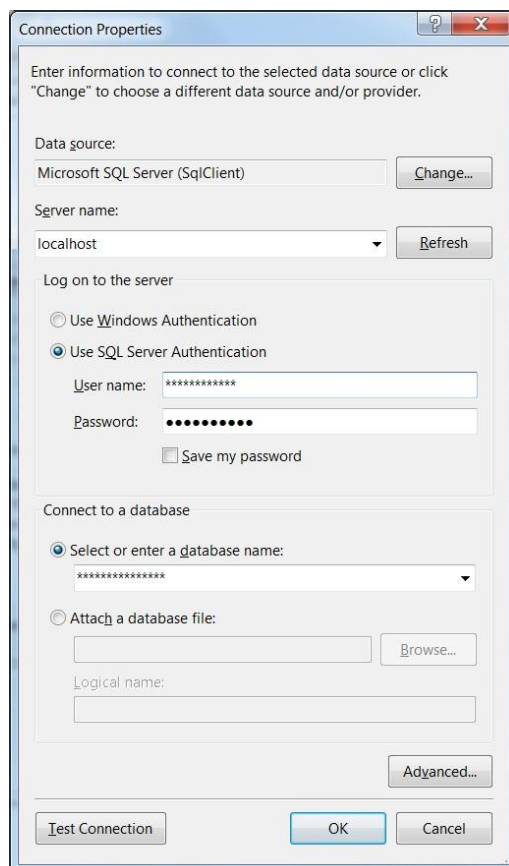 Connection Properties
?
X
Enter information to connect to the selected data source or click
"Change" to choose a different data source and/or provider.
Data source:
Microsoft SQL Server (SqlClient)
Change...
Server name:
localhost
Refresh
Log on to the server
Use Windows Authentication
Use SQL Server Authentication
User name: ************
Password: ●●●●●●●●●●
Save my password
Connect to a database
Select or enter a database name:
***************
Attach a database file:
Browse...
Logical name:
Advanced...
Test Connection OK Cancel